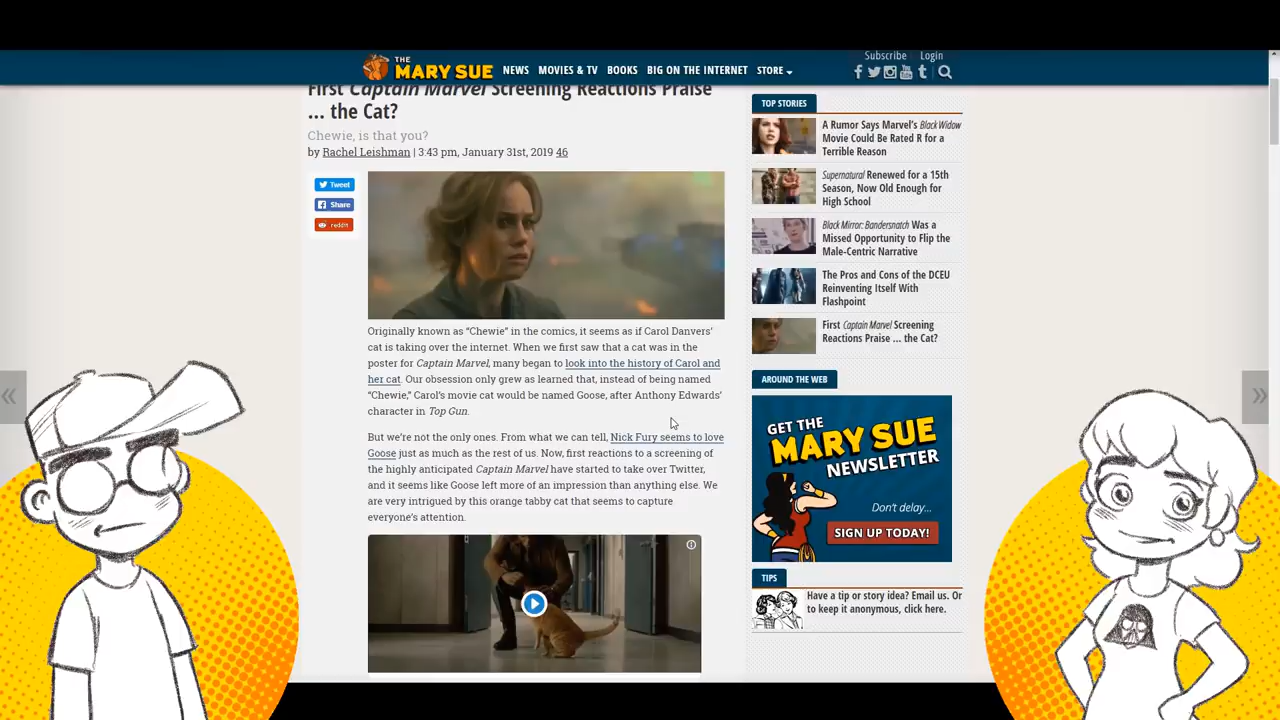 Subscribe Login
THE
MARY SUE
NEWS MOVIES & TV BOOKS BIG ON THE INTERNET STORE
First Captain Marvel Screening Reactions Praise
... the Cat?
Chewie, is that you?
by Rachel Leishman | 3:43 pm, January 31st, 2019 46
Tweet
Share
reddit
Originally known as “Chewie” in the comics, it seems as if Carol Danvers’
cat is taking over the internet. When we first saw that a cat was in the
poster for Captain Marvel, many began to look into the history of Carol and
her cat. Our obsession only grew as learned that, instead of being named
“Chewie,” Carol’s movie cat would be named Goose, after Anthony Edwards’
character in Top Gun.
But we’re not the only ones. From what we can tell, Nick Fury seems to love
Goose just as much as the rest of us. Now, first reactions to a screening of
the highly anticipated Captain Marvel have started to take over Twitter,
and it seems like Goose left more of an impression than anything else. We
are very intrigued by this orange tabby cat that seems to capture
everyone’s attention.
TOP STORIES
A Rumor Says Marvel’s Black Widow
Movie Could Be Rated R for a
Terrible Reason
Supernatural Renewed for a 15th
Season, Now Old Enough for
High School
Black Mirror: Bandersnatch Was a
Missed Opportunity to Flip the
Male-Centric Narrative
The Pros and Cons of the DCEU
Reinventing Itself With
Flashpoint
First Captain Marvel Screening
Reactions Praise ... the Cat?
AROUND THE WEB
GET THE
MARY SUE
NEWSLETTER
Don’t delay...
SIGN UP TODAY!
TIPS
Have a tip or story idea? Email us. Or
to keep it anonymous, click here.